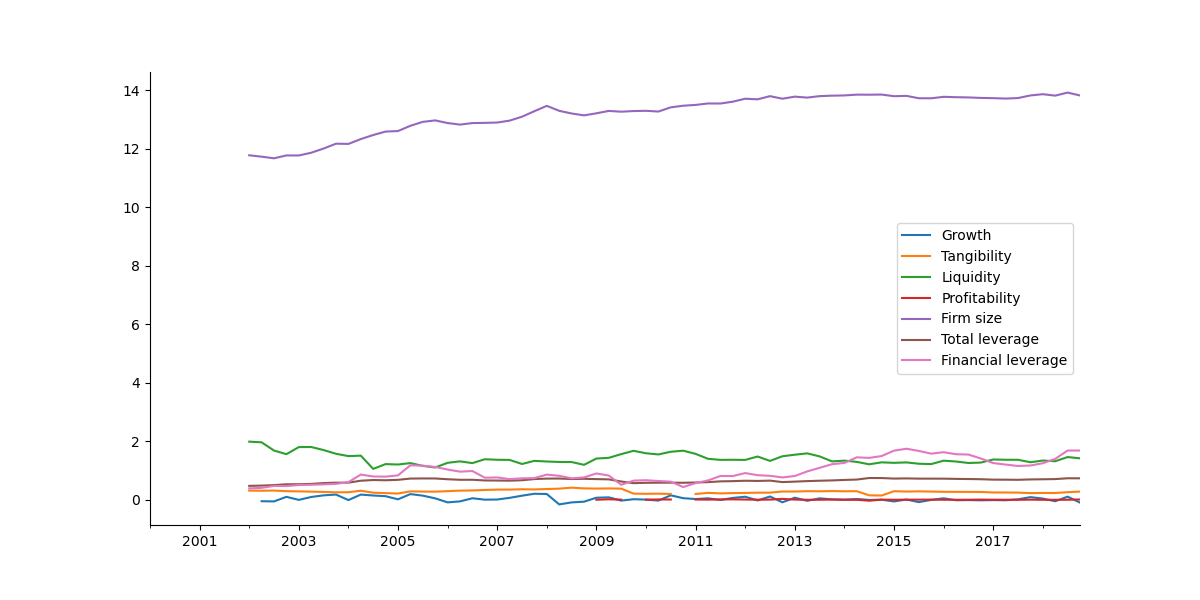 14
12
10
8
6
4
2
0
Growth
Tangibility
Liquidity
Profitability
Firm size
Total leverage
Financial leverage
2001 2003 2005 2007 2009 2011 2013 2015 2017